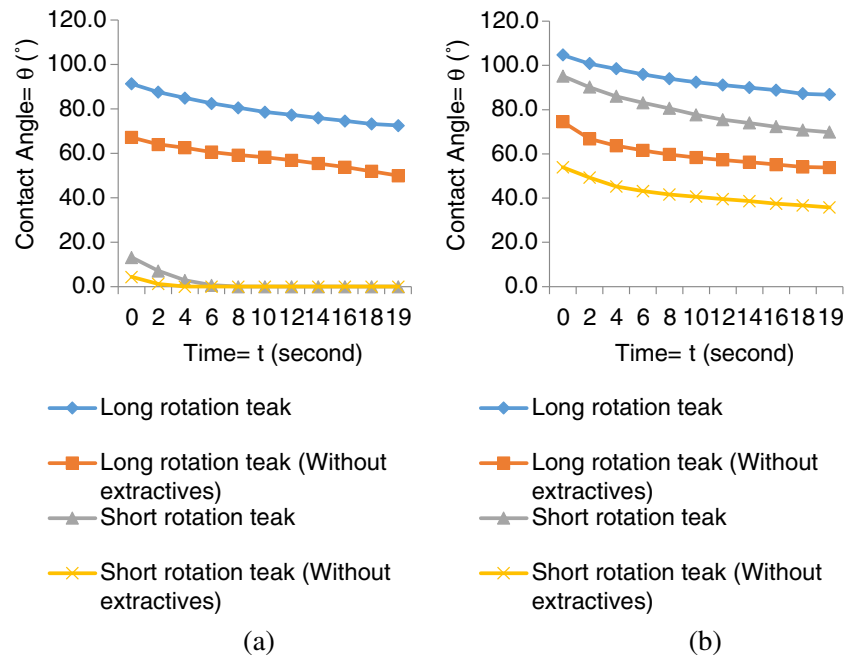 120.0
100.0
80.0
60.0
40.0
20.0
0.0
Contact Angle= θ (°)
0 2 4 6 8 10 12 14 16 18 19
Time= t (second)
Long rotation teak
Long rotation teak (Without
extractives)
Short rotation teak
Short rotation teak (Without
extractives)
(a)
120.0
100.0
80.0
60.0
40.0
20.0
0.0
Contact Angle= θ (°)
0 2 4 6 8 10 12 14 16 18 19
Time= t (second)
Long rotation teak
Long rotation teak (Without
extractives)
Short rotation teak
Short rotation teak (Without
extractives)
(b)